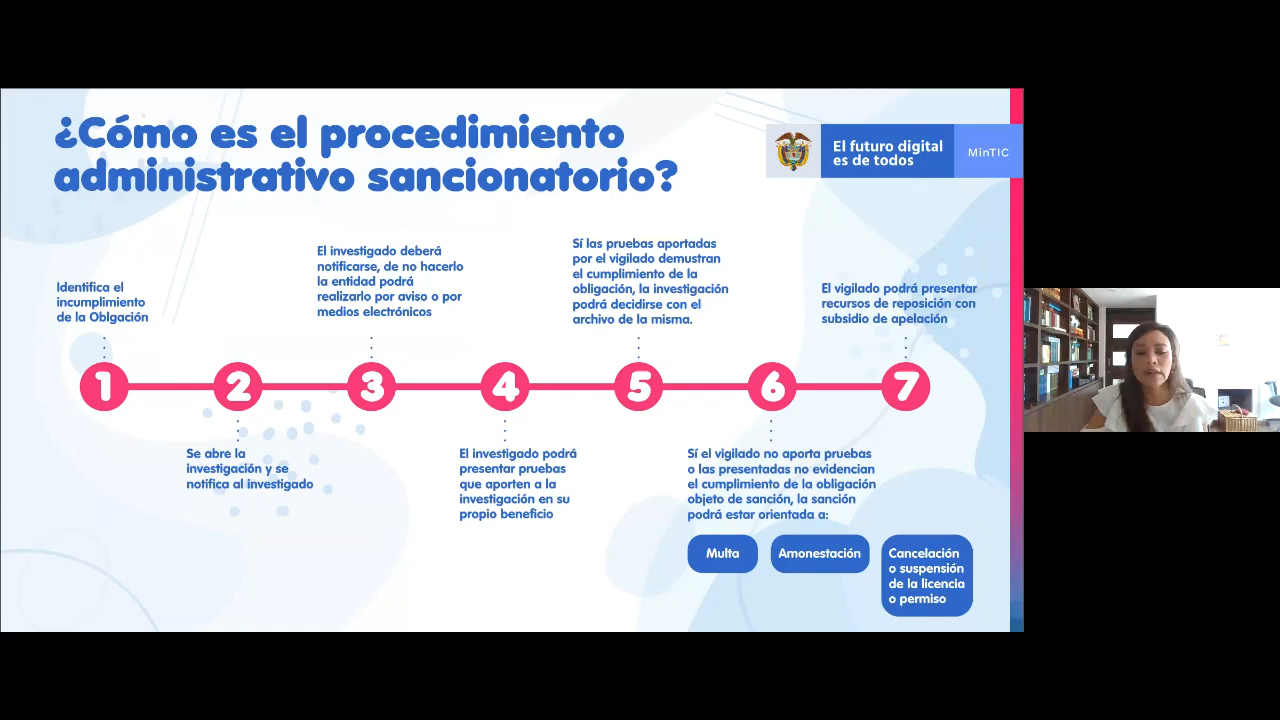 ¿Cómo es el procedimiento
administrativo sancionatorio?
El futuro digital
es de todos
MinTIC
Identifica el
incumplimiento
de la Oblgación
El investigado deberá
notificarse, de no hacerlo
la entidad podrá
realizarlo por aviso o por
medios electrónicos
Sí las pruebas aportadas
por el vigilado demustran
el cumplimiento de la
obligación, la investigación
podrá decidirse con el
archivo de la misma.
El vigilado podrá presentar
recursos de reposición con
subsidio de apelación
1
2
3
4
5
6
7
Se abre la
investigación y se
notifica al investigado
El investigado podrá
presentar pruebas
que aporten a la
investigación en su
propio beneficio
Sí el vigilado no aporta pruebas
o las presentadas no evidencian
el cumplimiento de la obligación
objeto de sanción, la sanción
podrá estar orientada a:
Multa
Amonestación
Cancelación
o suspensión
de la licencia
o permiso